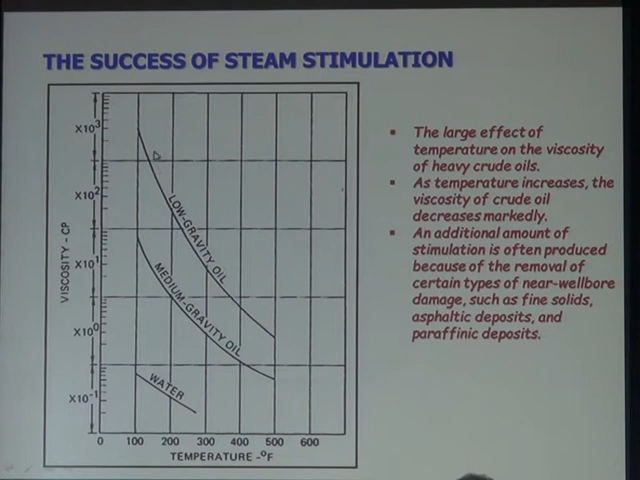 THE SUCCESS OF STEAM STIMULATION
X10³
X10²
X10¹
X10⁰
X10⁻¹
VISCOSITY - CP
LOW-GRAVITY OIL
MEDIUM-GRAVITY OIL
WATER
0 100 200 300 400 500 600
TEMPERATURE -°F
▪ The large effect of
temperature on the viscosity
of heavy crude oils.
▪ As temperature increases, the
viscosity of crude oil
decreases markedly.
▪ An additional amount of
stimulation is often produced
because of the removal of
certain types of near-wellbore
damage, such as fine solids,
asphaltic deposits, and
paraffinic deposits.